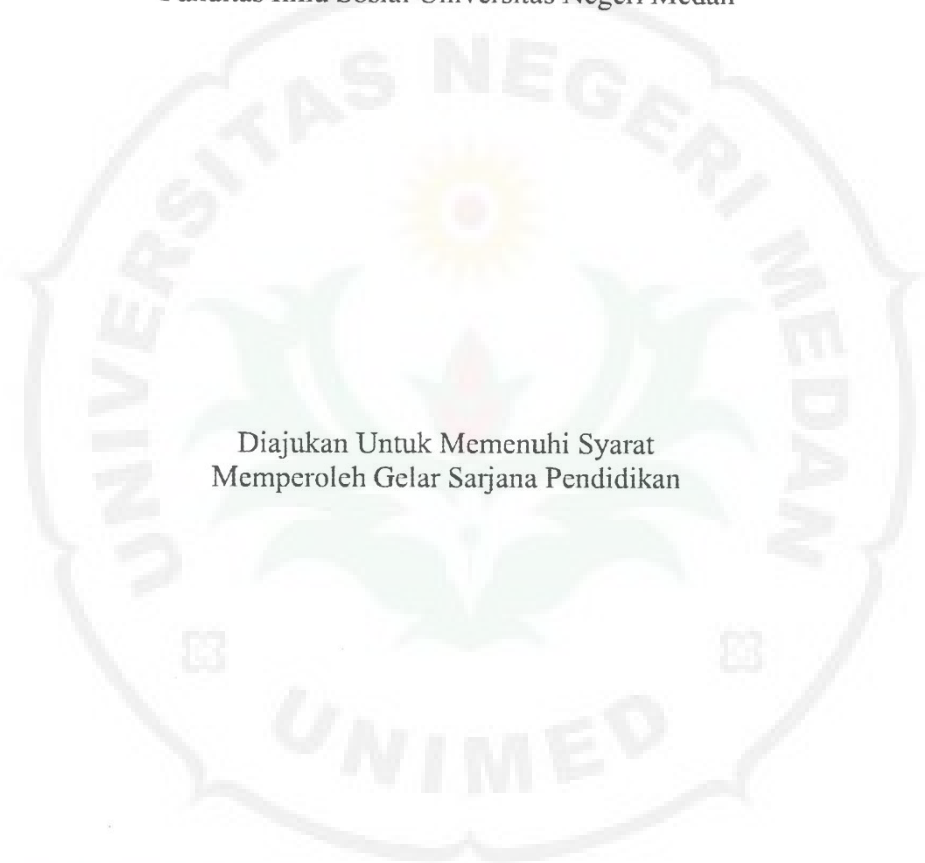 Fakultas Ilmu Sosial Universitas Negeri Medan
UNIVERSITAS NEGERI MEDAN
Diajukan Untuk Memenuhi Syarat
Memperoleh Gelar Sarjana Pendidikan
UNIMED